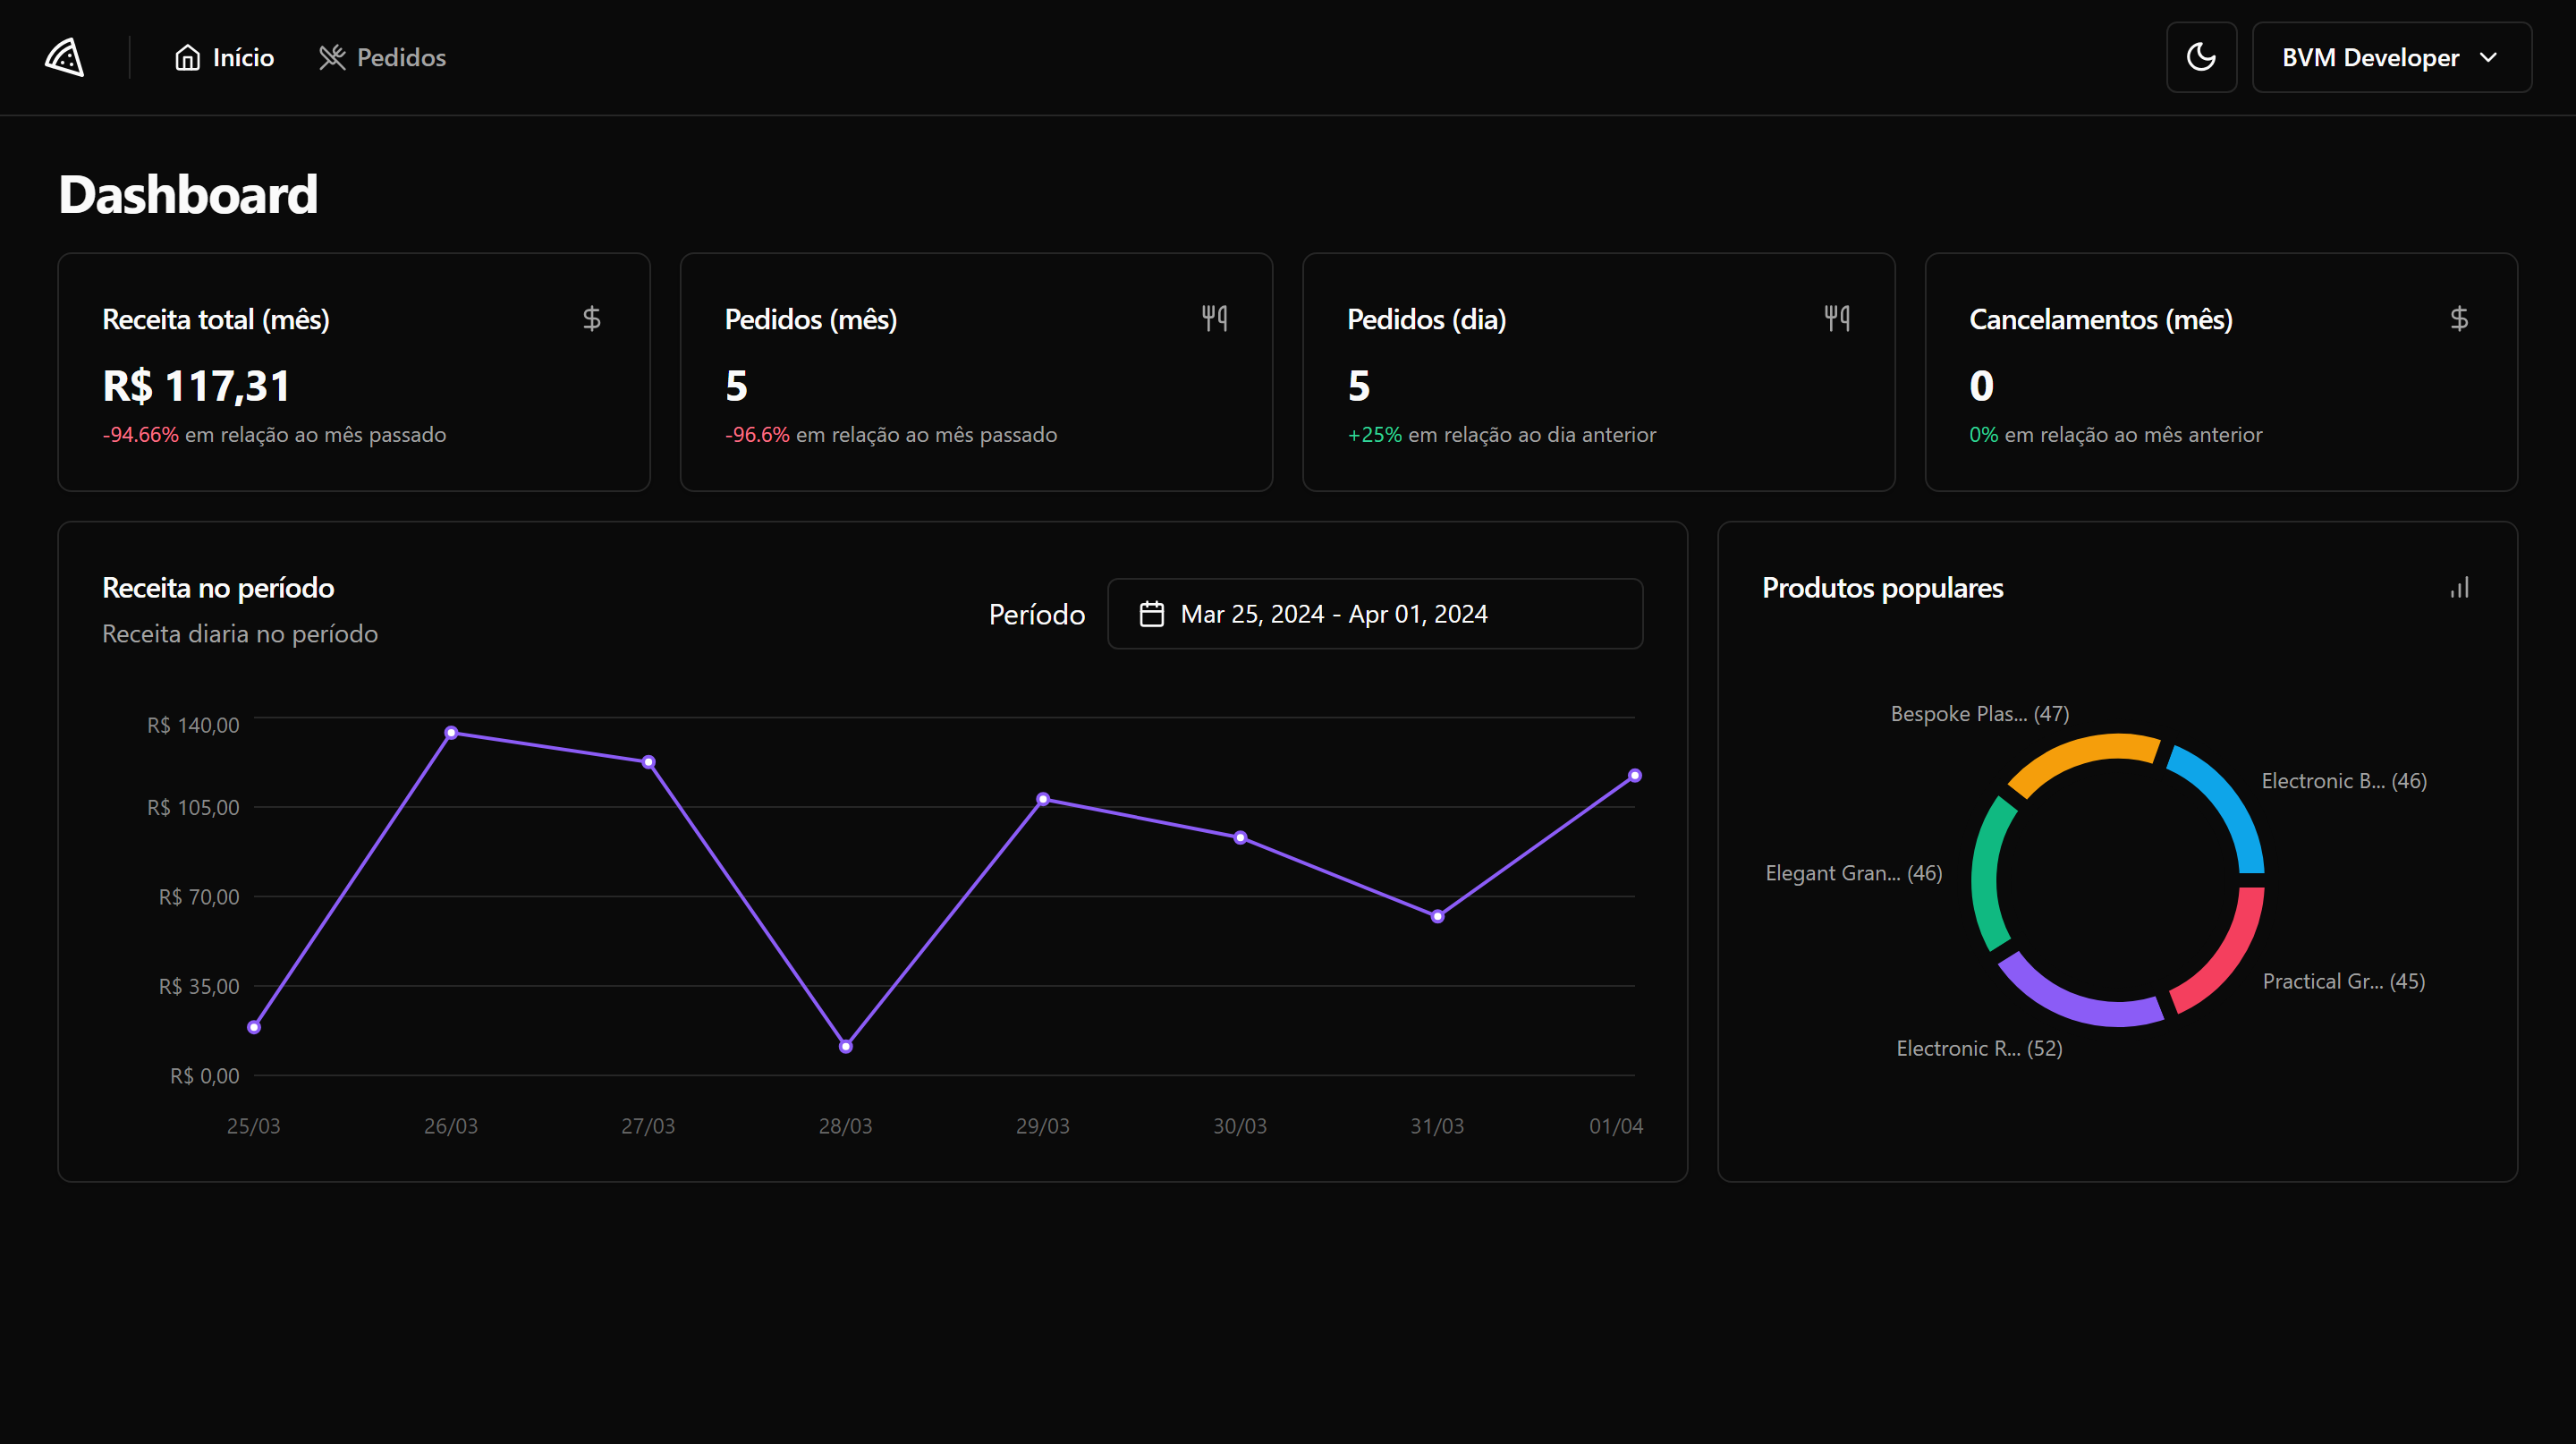 Início
Pedidos
BVM Developer
Dashboard
Receita total (mês)
R$ 117,31
-94.66% em relação ao mês passado
Pedidos (mês)
5
-96.6% em relação ao mês passado
Pedidos (dia)
5
+25% em relação ao dia anterior
Cancelamentos (mês)
0
0% em relação ao mês anterior
Receita no período
Receita diaria no período
Período
Mar 25, 2024 - Apr 01, 2024
R$ 140,00
R$ 105,00
R$ 70,00
R$ 35,00
R$ 0,00
25/03
26/03
27/03
28/03
29/03
30/03
31/03
01/04
Produtos populares
Bespoke Plas... (47)
Electronic B... (46)
Elegant Gran... (46)
Practical Gr... (45)
Electronic R... (52)